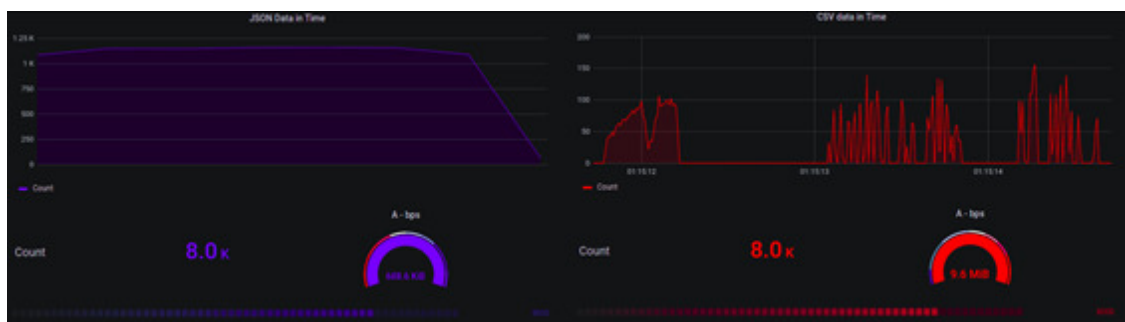 JSON Data in Time
1.25 K
1 K
750
500
250
0
Count
A - bps
Count
8.0 K
CSV data in Time
200
150
100
50
0
01:15:12
01:15:13
01:15:14
Count
A - bps
Count
8.0 K
9.6 MiB